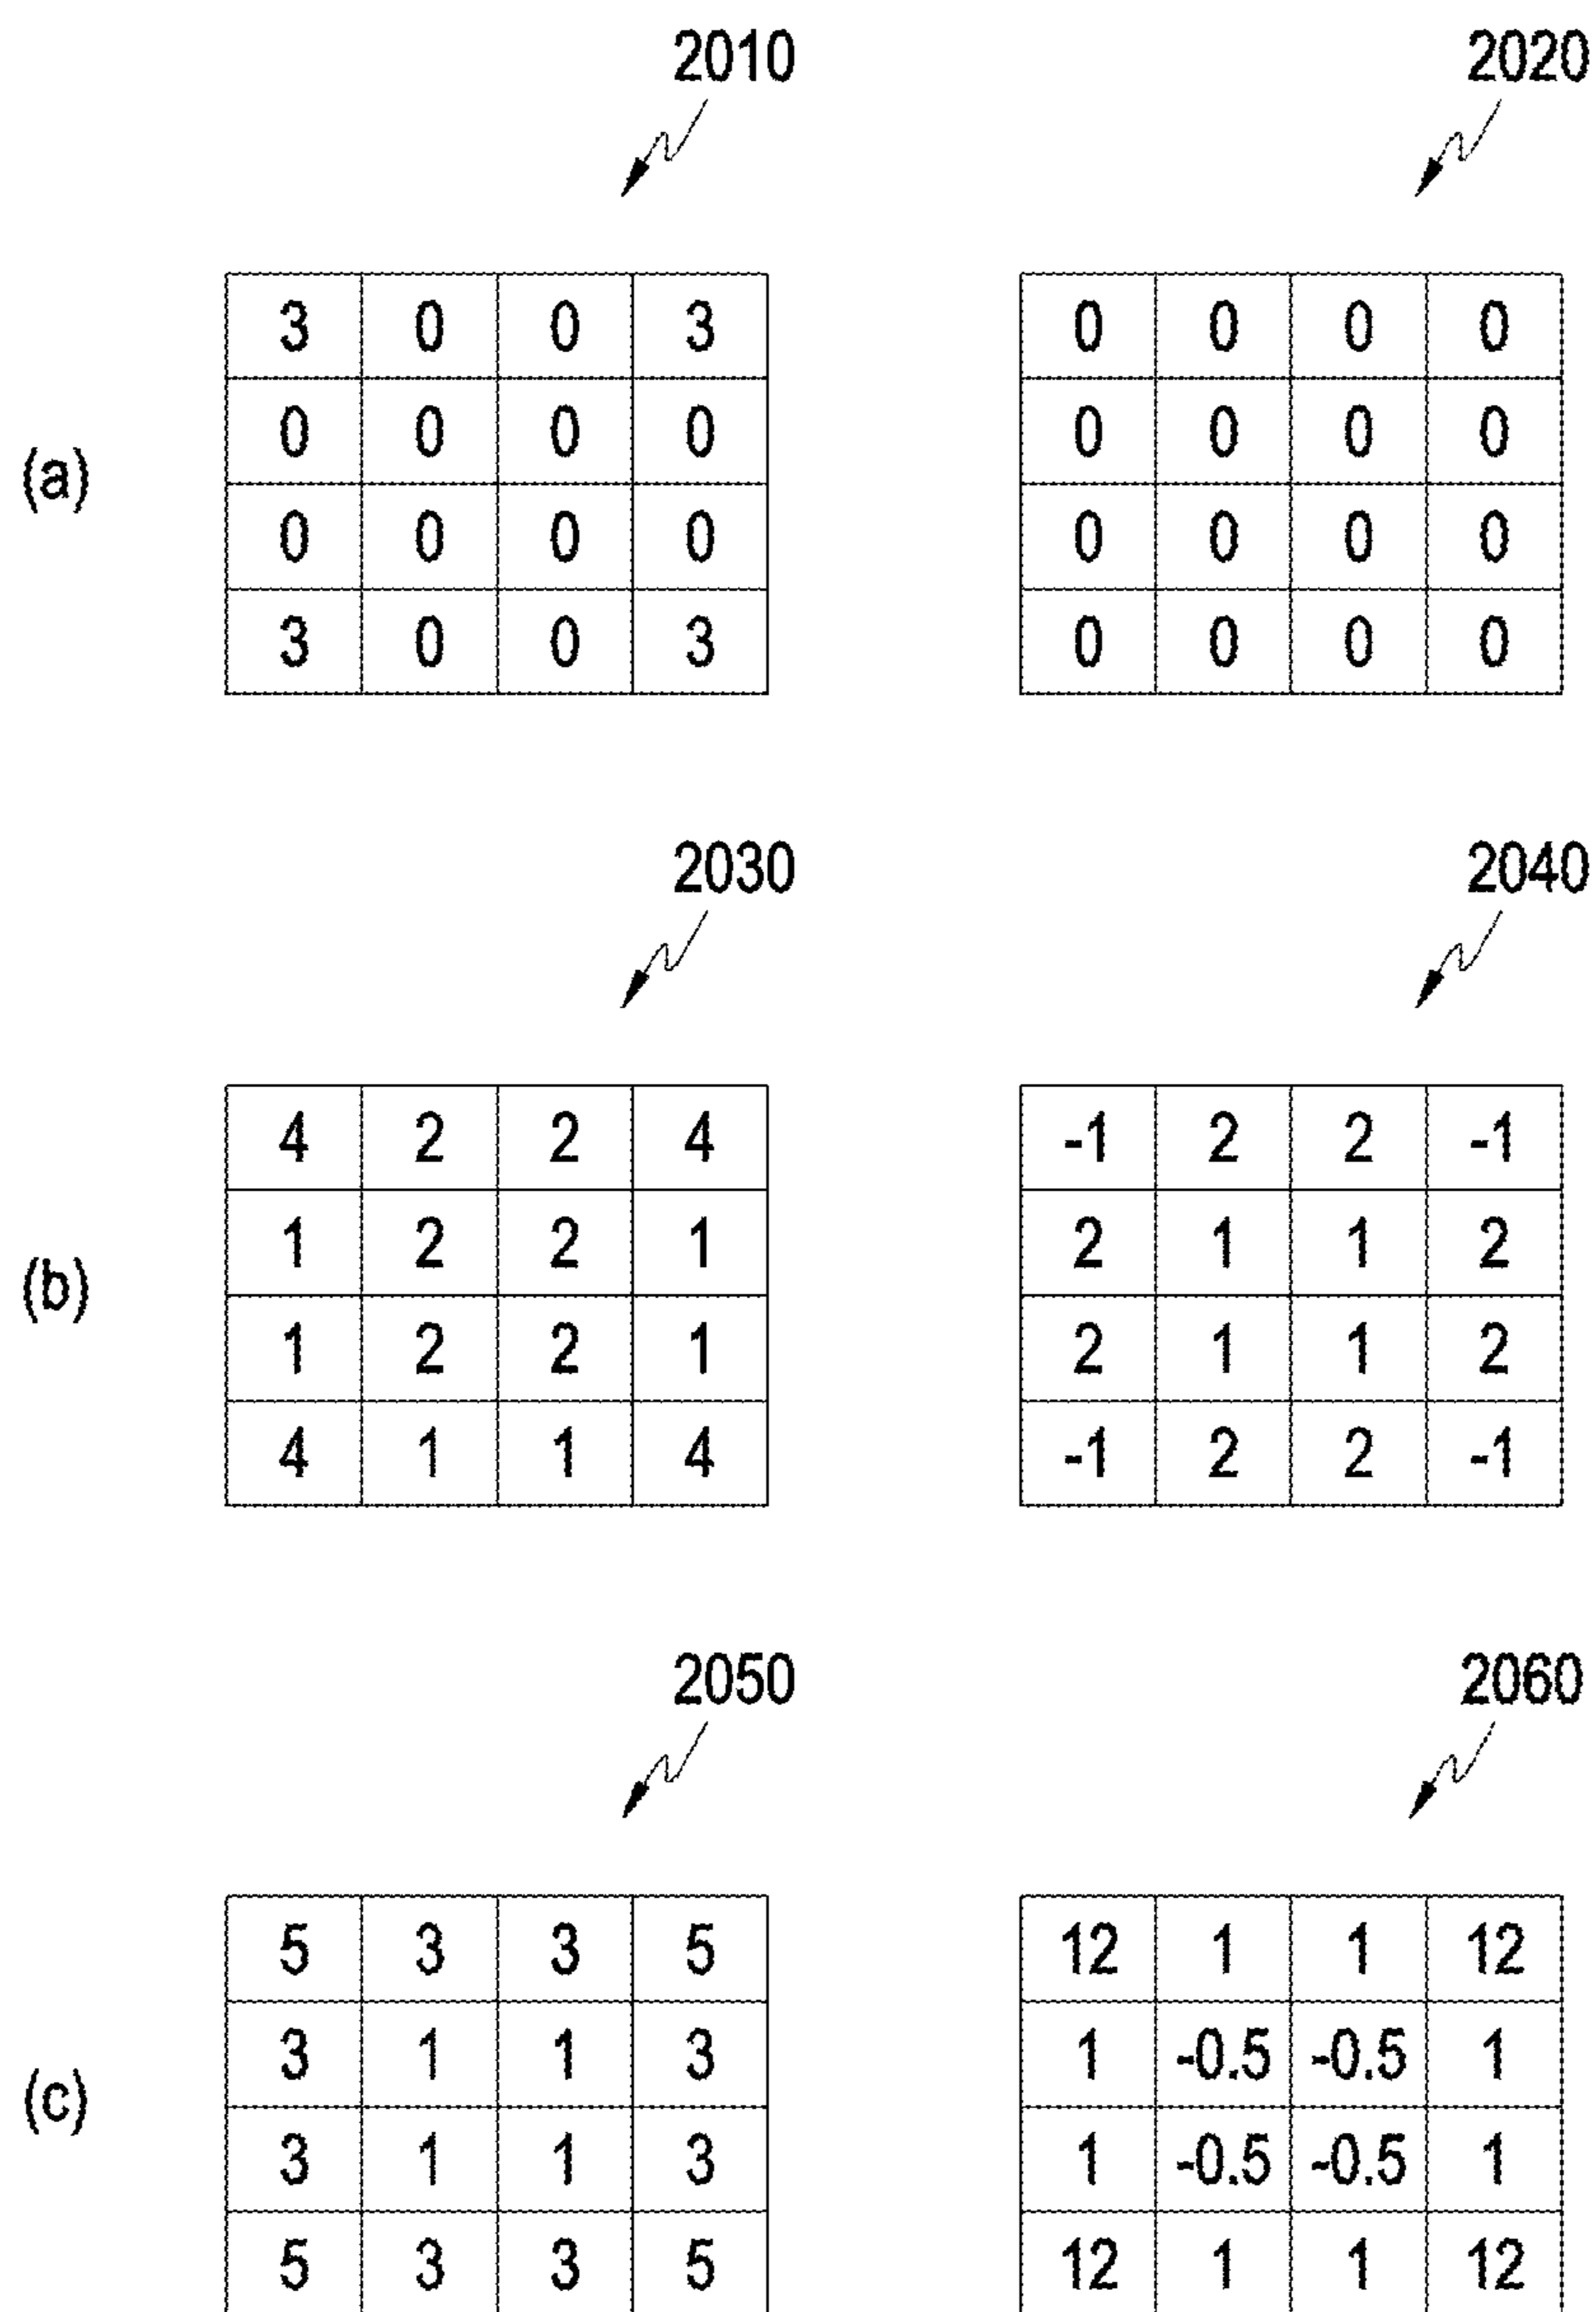 2010 2020
3 0 0 3 0 0 0 0
0 0 0 0 0 0 0 0
(a)
0 0 0 0 0 0 0 0
3 0 0 3 0 0 0 0
2030 2040
4 2 2 4 -1 2 2 -1
1 2 2 1 2 1 1 2
(b)
1 2 2 1 2 1 1 2
4 1 1 4 -1 2 2 -1
2050 2060
5 3 3 5 12 1 1 12
3 1 1 3 1 -0.5 -0.5 1
(c)
3 1 1 3 1 -0.5 -0.5 1
5 3 3 5 12 1 1 12